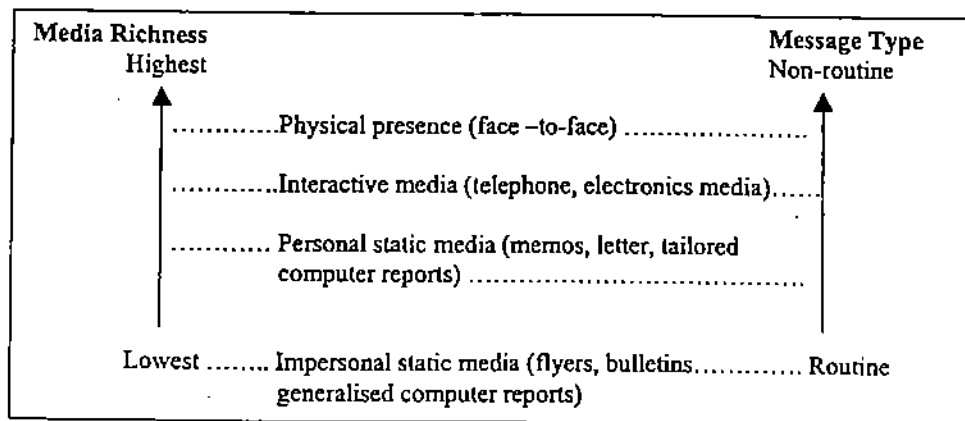 Media Richness
Highest
Message Type
Non-routine
............Physical presence (face –to-face) ....................
............Interactive media (telephone, electronics media)......
............Personal static media (memos, letter, tailored
computer reports) .......................................
Lowest ........ Impersonal static media (flyers, bulletins............. Routine
generalised computer reports)